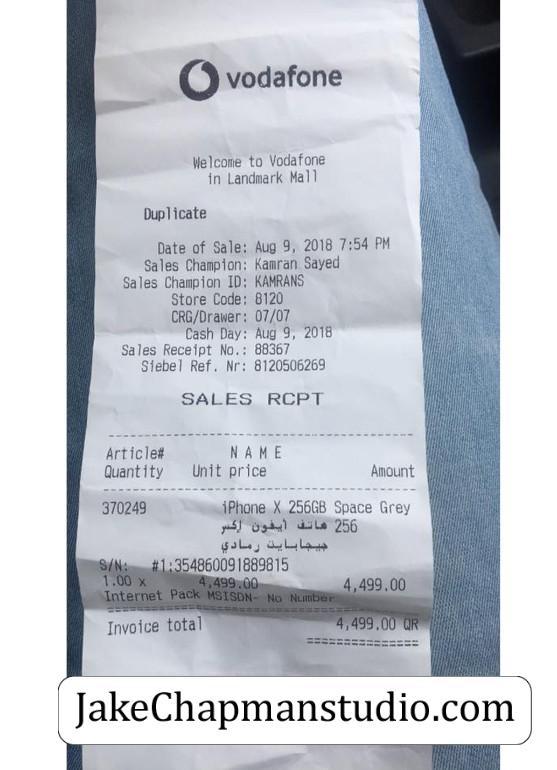 vodafone
Welcome to Vodafone
in Landmark Mall
Duplicate
Date of Sale: Aug 9, 2018 7:54 PM
Sales Champion: Kamran Sayed
Sales Champion ID: KAMRANS
Store Code: 8120
CRG/Drawer: 07/07
Cash Day: Aug 9, 2018
Sales Receipt No.: 88367
Siebel Ref. Nr: 8120506269
SALES RCPT
Article# N A M E
Quantity Unit price Amount
370249 iPhone X 256GB Space Grey
هاتف آيفون إكس 256
جيجابايت رمادي
S/N: #1:354860091889815
1.00 x 4,499.00 4,499.00
Internet Pack MSISDN- No Number
Invoice total 4,499.00 QR
JakeChapmanstudio.com